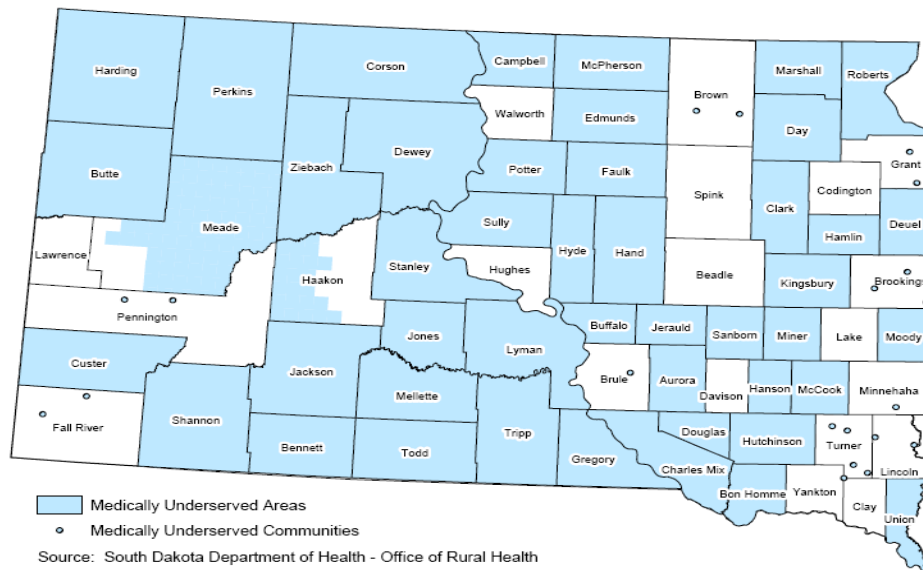 Harding
Perkins
Corson
Campbell
McPherson
Brown
Marshall
Roberts
Walworth
Edmunds
Day
Butte
Ziebach
Dewey
Potter
Faulk
Spink
Grant
Codington
Clark
Hamlin
Deuel
Meade
Sully
Hyde
Hand
Lawrence
Haakon
Stanley
Hughes
Beadle
Kingsbury
Brookings
Pennington
Jones
Lyman
Buffalo
Jerauld
Sanborn
Miner
Lake
Moody
Custer
Jackson
Mellette
Brule
Aurora
Davison
Hanson
McCook
Minnehaha
Fall River
Shannon
Bennett
Todd
Tripp
Gregory
Douglas
Charles Mix
Hutchinson
Turner
Lincoln
Bon Homme
Yankton
Clay
Union
Medically Underserved Areas
Medically Underserved Communities
Source: South Dakota Department of Health - Office of Rural Health